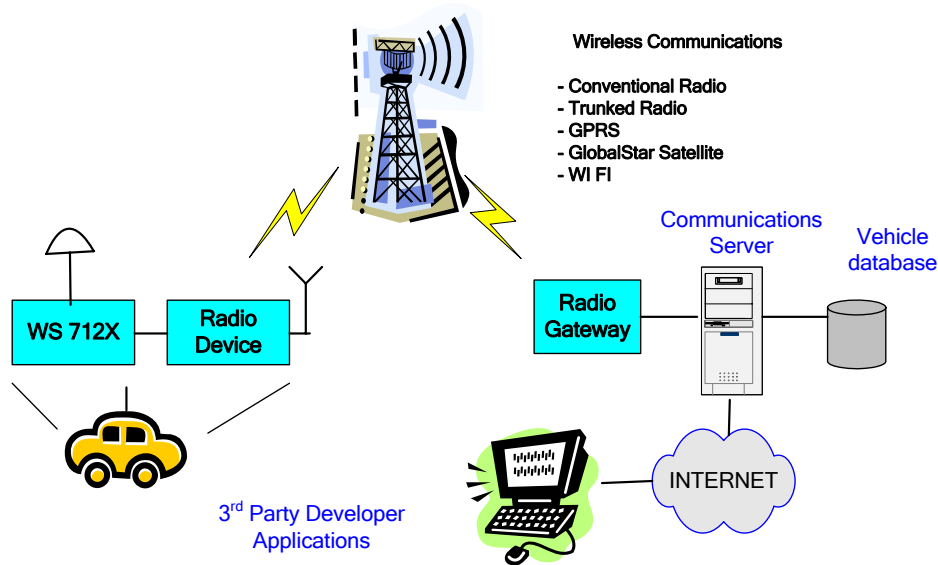 Wireless Communications
- Conventional Radio
- Trunked Radio
- GPRS
- GlobalStar Satellite
- WI FI
Communications
Server
Vehicle
database
WS 712X
Radio
Device
Radio
Gateway
INTERNET
3rd Party Developer
Applications